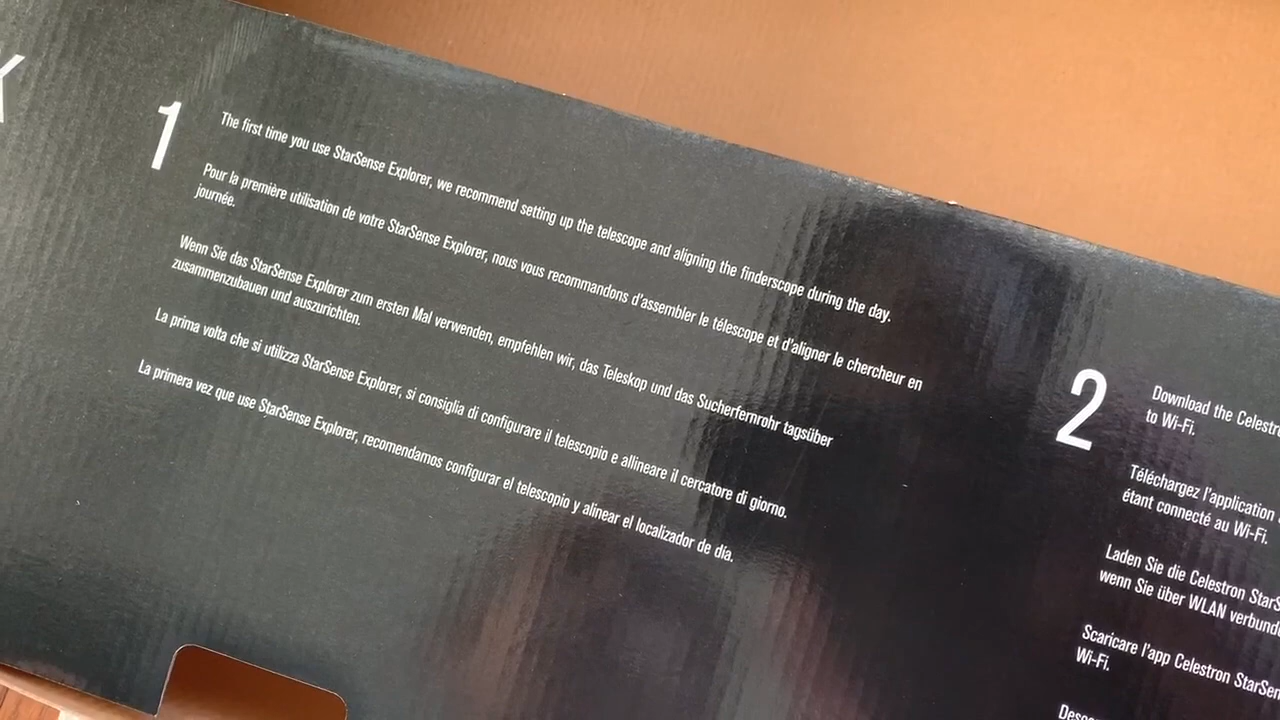 1
The first time you use StarSense Explorer, we recommend setting up the telescope and aligning the finderscope during the day.
Pour la première utilisation de votre StarSense Explorer, nous vous recommandons d'assembler le télescope et d'aligner le chercheur en
journée.
Wenn Sie das StarSense Explorer zum ersten Mal verwenden, empfehlen wir, das Teleskop und das Sucherfernrohr tagsüber
zusammenzubauen und auszurichten.
La prima volta che si utilizza StarSense Explorer, si consiglia di configurare il telescopio e allineare il cercatore di giorno.
La primera vez que use StarSense Explorer, recomendamos configurar el telescopio y alinear el localizador de día.
2
Download the
to Wi-Fi.
Téléchargez l'application
étant connecté au Wi-Fi.
Laden Sie die Celestron
wenn Sie über WLAN
Scaricare l'app Celestron
Wi-Fi.